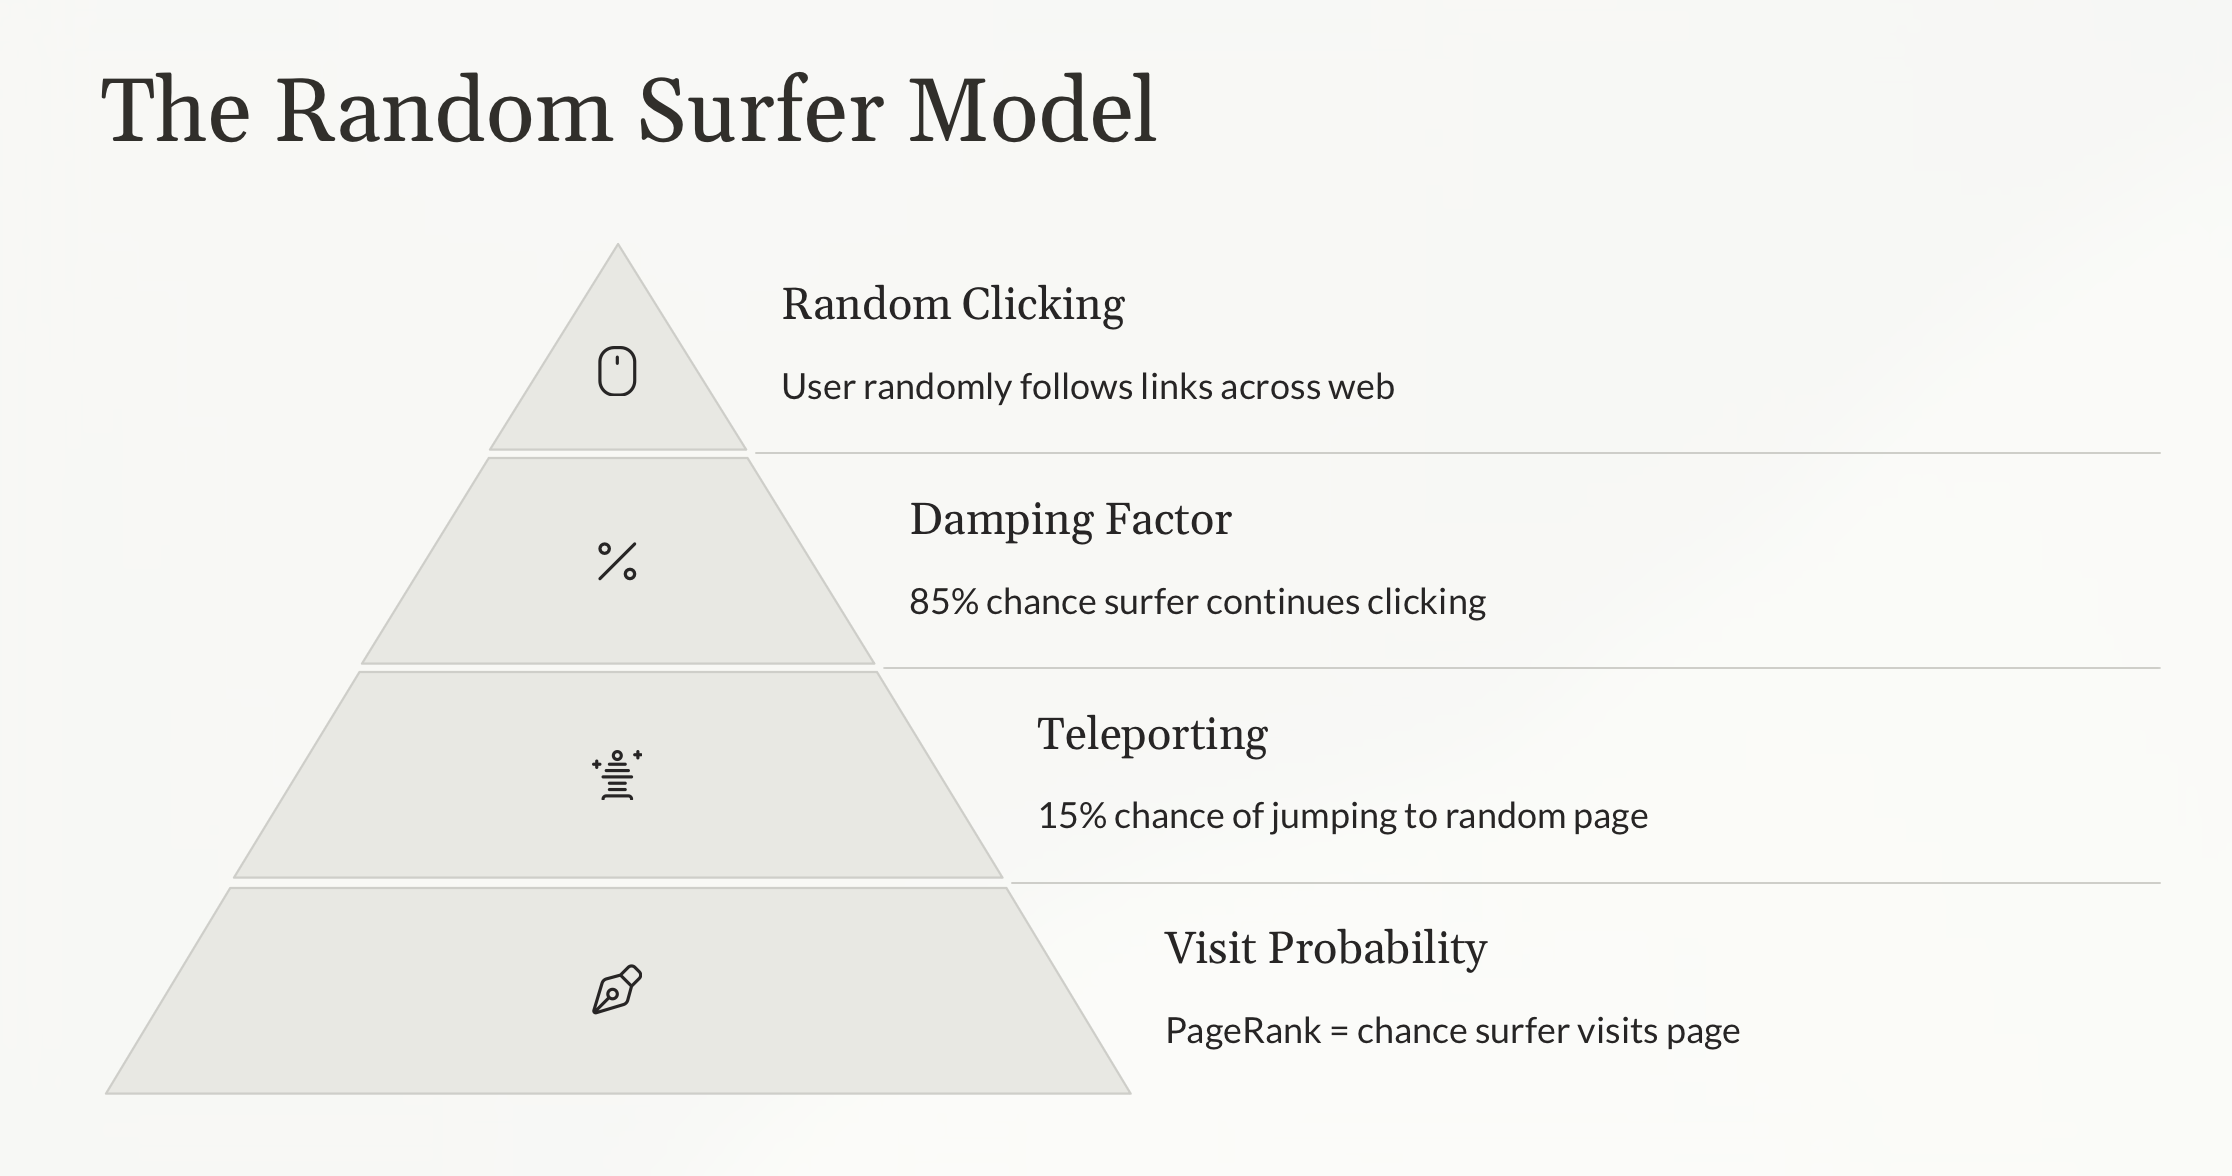 The Random Surfer Model
Random Clicking
User randomly follows links across web
Damping Factor
85% chance surfer continues clicking
Teleporting
15% chance of jumping to random page
Visit Probability
PageRank = chance surfer visits page